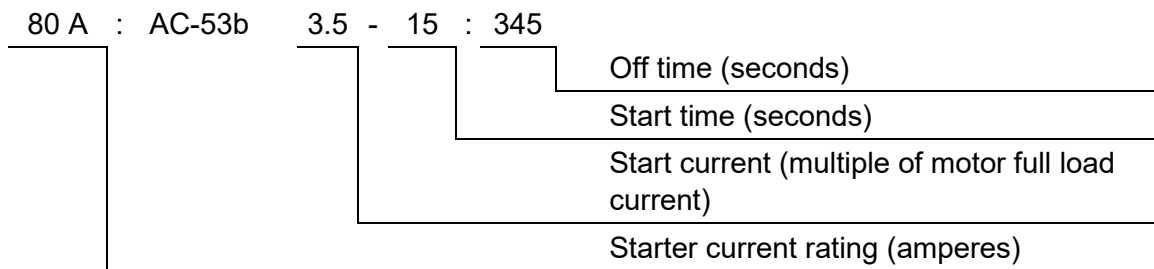 80 A : AC-53b 3.5 - 15 : 345
Off time (seconds)
Start time (seconds)
Start current (multiple of motor full load
current)
Starter current rating (amperes)